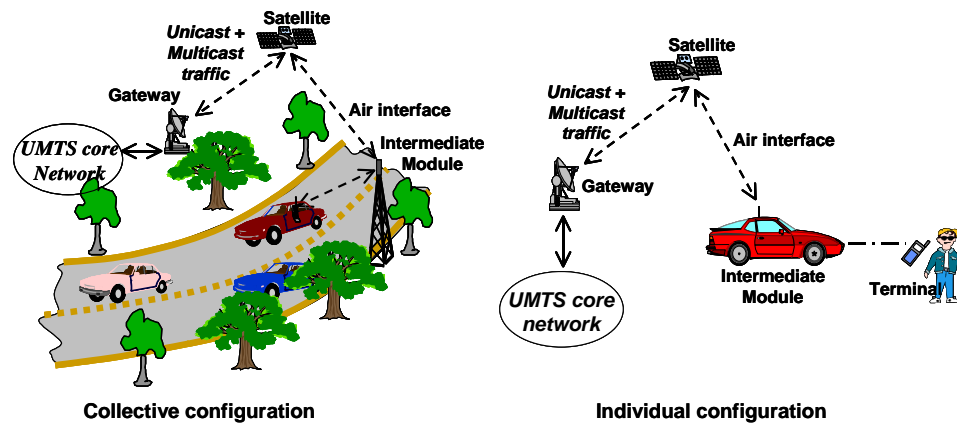 Satellite
Unicast +
Multicast
traffic
Gateway
Air interface
Intermediate
Module
UMTS core
Network
Collective configuration
Satellite
Unicast +
Multicast
traffic
Air interface
Gateway
Intermediate
Module
Terminal
UMTS core
network
Individual configuration